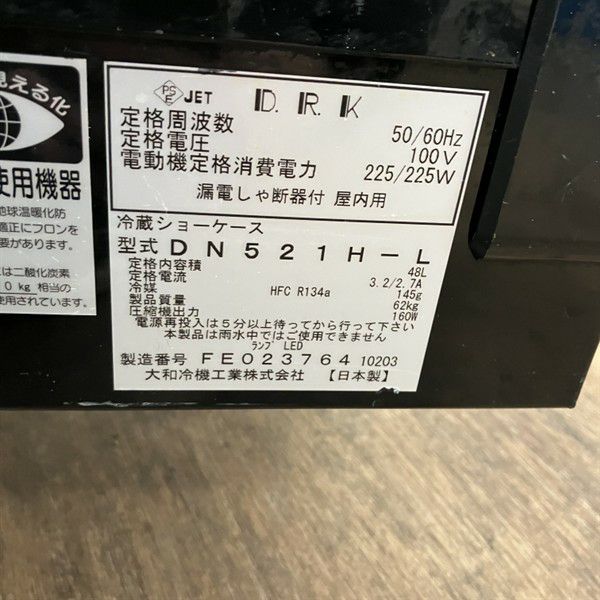 見える化
使用機器
地球温暖化防
適正にフロンを
要があります。
には二酸化炭素
0 kg 相当の
使用されています。
PS
E
JET
D. R. K
定格周波数 50/60Hz
定格電圧 100V
電動機定格消費電力 225/225W
漏電しゃ断器付 屋内用
冷蔵ショーケース
型式 DN521H-L
定格内容積 48L
定格電流 3.2/2.7A
冷媒 HFC R134a 145g
製品質量 62kg
圧縮機出力 160W
電源再投入は5分以上待ってから行って下さい
本製品は雨水中ではご使用できません
ランプ LED
製造番号 FE023764 10203
大和冷機工業株式会社 【日本製】